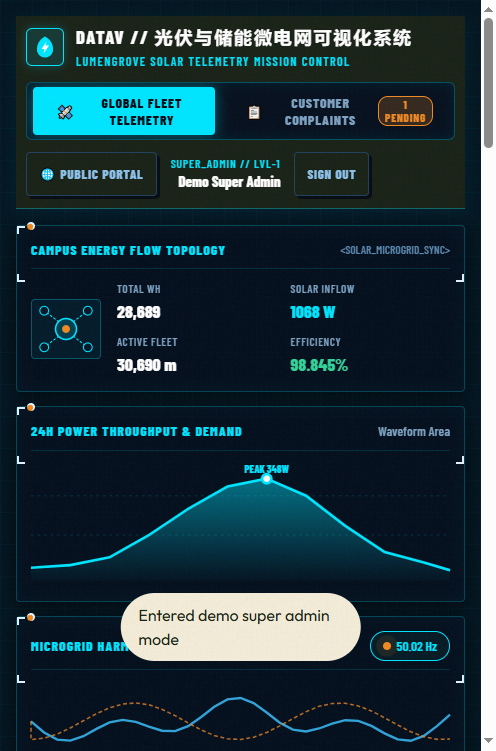 DATAV // 光伏与储能微电网可视化系统
LUMENGROVE SOLAR TELEMETRY MISSION CONTROL
GLOBAL FLEET
TELEMETRY
CUSTOMER
COMPLAINTS
1
PENDING
PUBLIC PORTAL
SUPER_ADMIN // LVL-1
Demo Super Admin
SIGN OUT
CAMPUS ENERGY FLOW TOPOLOGY
<SOLAR_MICROGRID_SYNC>
TOTAL WH
SOLAR INFLOW
28,689
1068 W
ACTIVE FLEET
EFFICIENCY
30,690 m
98.845%
24H POWER THROUGHPUT & DEMAND
Waveform Area
PEAK 348W
Entered demo super admin
mode
MICROGRID
50.02 Hz